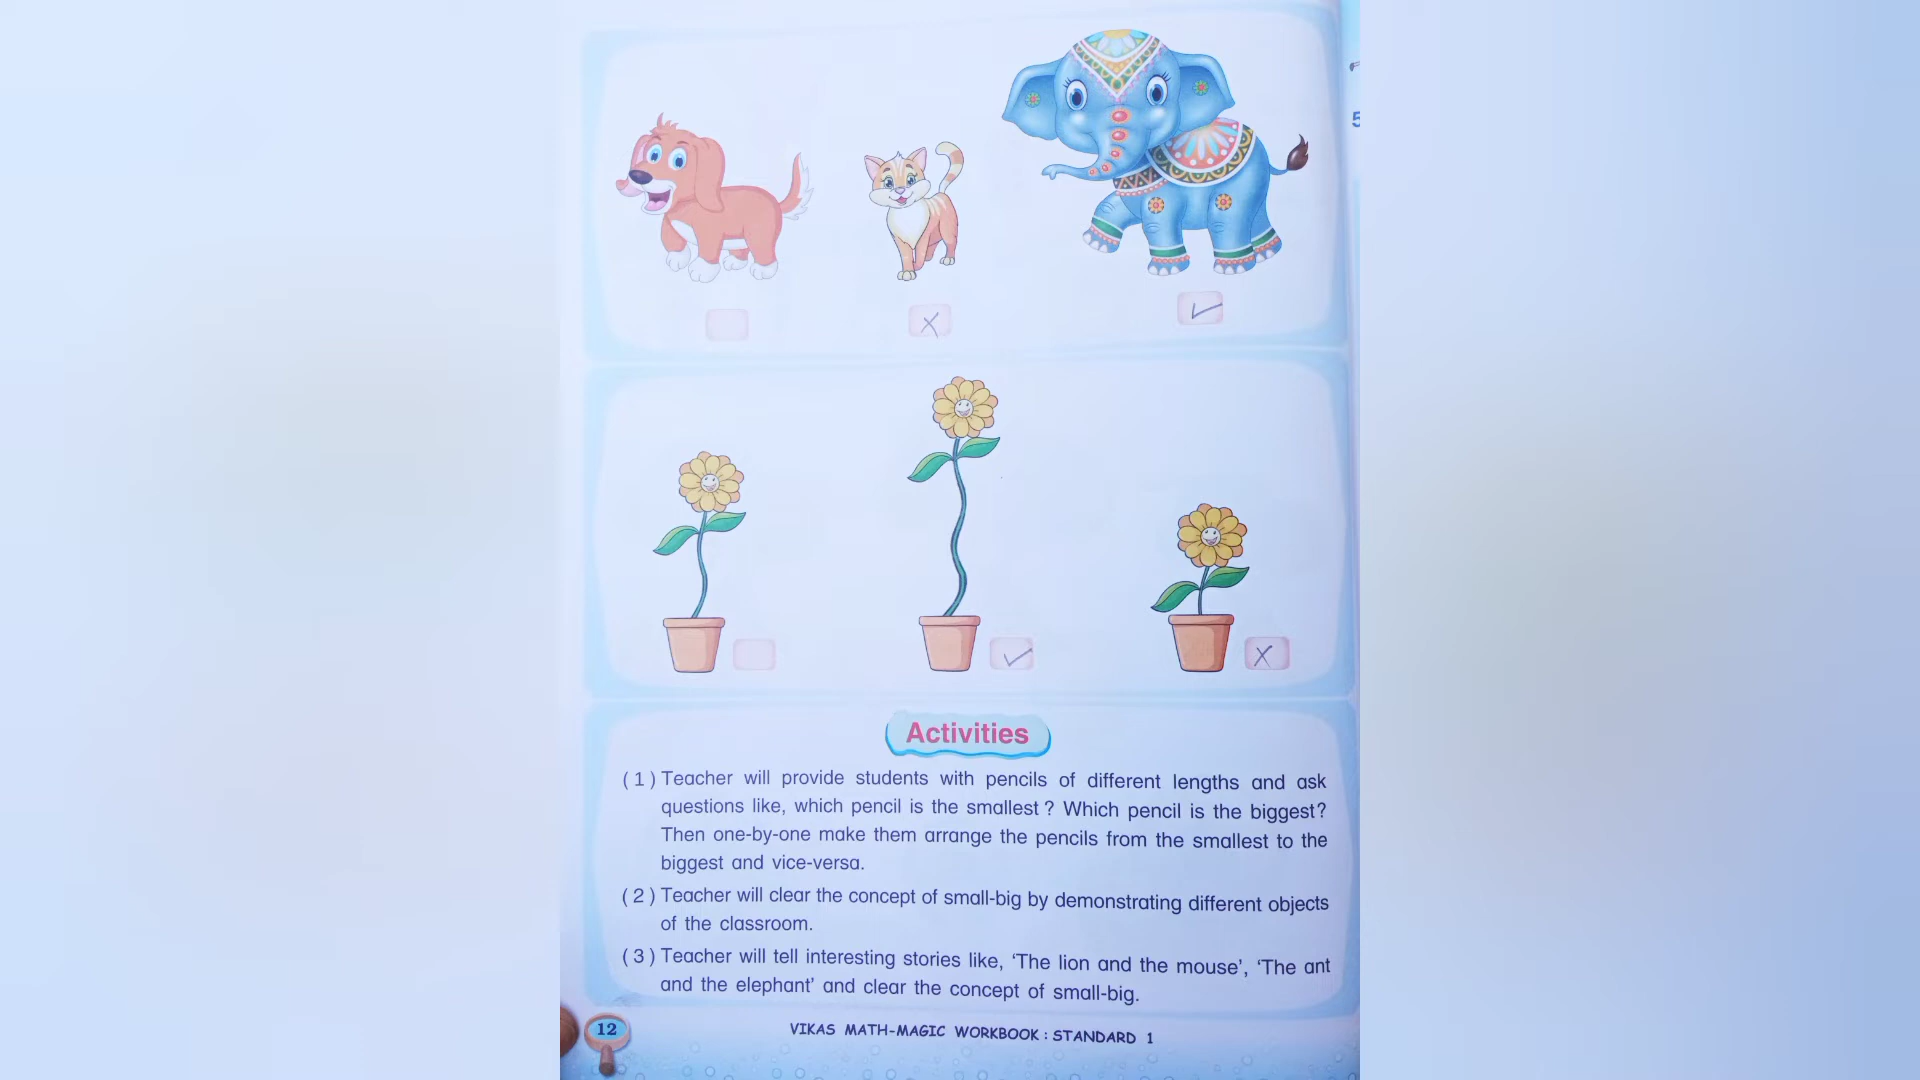 5
Activities
(1) Teacher will provide students with pencils of different lengths and ask
questions like, which pencil is the smallest? Which pencil is the biggest?
Then one-by-one make them arrange the pencils from the smallest to the
biggest and vice-versa.
(2) Teacher will clear the concept of small-big by demonstrating different objects
of the classroom.
(3) Teacher will tell interesting stories like, ‘The lion and the mouse’, ‘The ant
and the elephant’ and clear the concept of small-big.
12
VIKAS MATH-MAGIC WORKBOOK : STANDARD 1